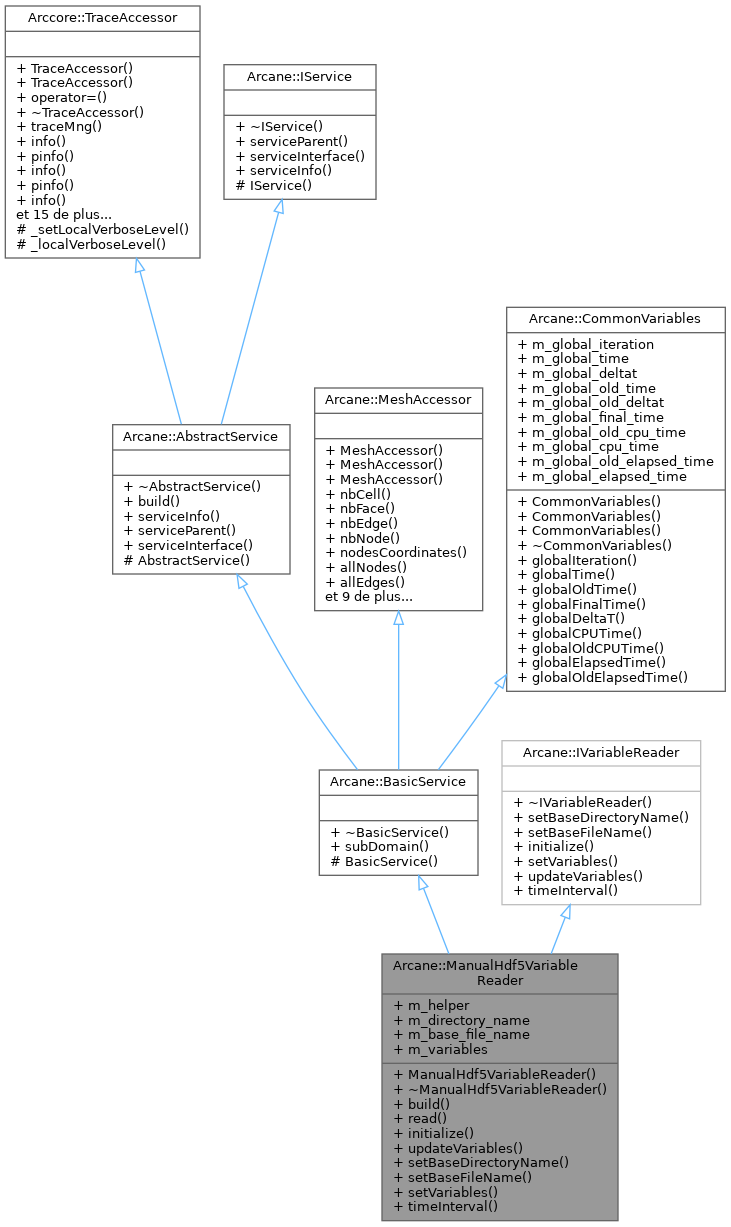 Arccore::TraceAccessor
+ TraceAccessor()
+ TraceAccessor()
+ operator=()
+ ~TraceAccessor()
+ traceMng()
+ info()
+ pinfo()
+ info()
+ pinfo()
+ info()
et 15 de plus...
# _setLocalVerboseLevel()
# _localVerboseLevel()
Arcane::IService
+ ~IService()
+ serviceParent()
+ serviceInterface()
+ serviceInfo()
# IService()
Arcane::CommonVariables
+ m_global_iteration
+ m_global_time
+ m_global_deltat
+ m_global_old_time
+ m_global_old_deltat
+ m_global_final_time
+ m_global_old_cpu_time
+ m_global_cpu_time
+ m_global_old_elapsed_time
+ m_global_elapsed_time
+ CommonVariables()
+ CommonVariables()
+ CommonVariables()
+ ~CommonVariables()
+ globalIteration()
+ globalTime()
+ globalOldTime()
+ globalFinalTime()
+ globalDeltaT()
+ globalCPUTime()
+ globalOldCPUTime()
+ globalElapsedTime()
+ globalOldElapsedTime()
Arcane::MeshAccessor
+ MeshAccessor()
+ MeshAccessor()
+ MeshAccessor()
+ nbCell()
+ nbFace()
+ nbEdge()
+ nbNode()
+ nodesCoordinates()
+ allNodes()
+ allEdges()
et 9 de plus...
Arcane::AbstractService
+ ~AbstractService()
+ build()
+ serviceInfo()
+ serviceParent()
+ serviceInterface()
# AbstractService()
Arcane::IVariableReader
+ ~IVariableReader()
+ setBaseDirectoryName()
+ setBaseFileName()
+ initialize()
+ setVariables()
+ updateVariables()
+ timeInterval()
Arcane::BasicService
+ ~BasicService()
+ subDomain()
# BasicService()
Arcane::ManualHdf5Variable
Reader
+ m_helper
+ m_directory_name
+ m_base_file_name
+ m_variables
+ ManualHdf5VariableReader()
+ ~ManualHdf5VariableReader()
+ build()
+ read()
+ initialize()
+ updateVariables()
+ setBaseDirectoryName()
+ setBaseFileName()
+ setVariables()
+ timeInterval()